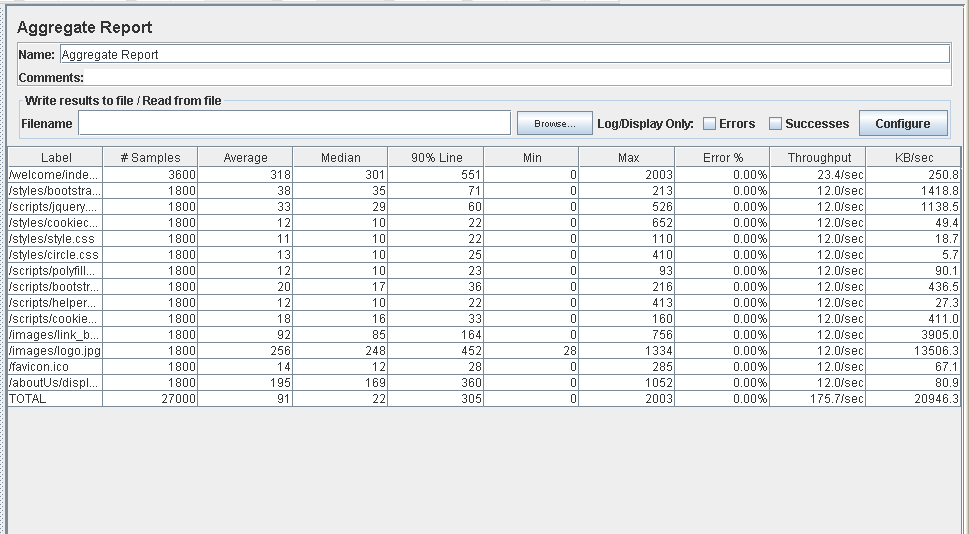 Aggregate Report
Name: Aggregate Report
Comments:
Write results to file / Read from file
Filename Browse... Log/Display Only: Errors Successes Configure
Label # Samples Average Median 90% Line Min Max Error % Throughput KB/sec
/welcome/inde... 3600 318 301 551 0 2003 0.00% 23.4/sec 250.8
/styles/bootstra... 1800 38 35 71 0 213 0.00% 12.0/sec 1418.8
/scripts/jquery.... 1800 33 29 60 0 526 0.00% 12.0/sec 1138.5
/styles/cookiec... 1800 12 10 22 0 652 0.00% 12.0/sec 49.4
/styles/style.css 1800 11 10 22 0 110 0.00% 12.0/sec 18.7
/styles/circle.css 1800 13 10 25 0 410 0.00% 12.0/sec 5.7
/scripts/polyfill... 1800 12 10 23 0 93 0.00% 12.0/sec 90.1
/scripts/bootstr... 1800 20 17 36 0 216 0.00% 12.0/sec 436.5
/scripts/helper... 1800 12 10 22 0 413 0.00% 12.0/sec 27.3
/scripts/cookie... 1800 18 16 33 0 160 0.00% 12.0/sec 411.0
/images/link_b... 1800 92 85 164 0 756 0.00% 12.0/sec 3905.0
/images/logo.jpg 1800 256 248 452 28 1334 0.00% 12.0/sec 13506.3
/favicon.ico 1800 14 12 28 0 285 0.00% 12.0/sec 67.1
/aboutUs/displ... 1800 195 169 360 0 1052 0.00% 12.0/sec 80.9
TOTAL 27000 91 22 305 0 2003 0.00% 175.7/sec 20946.3